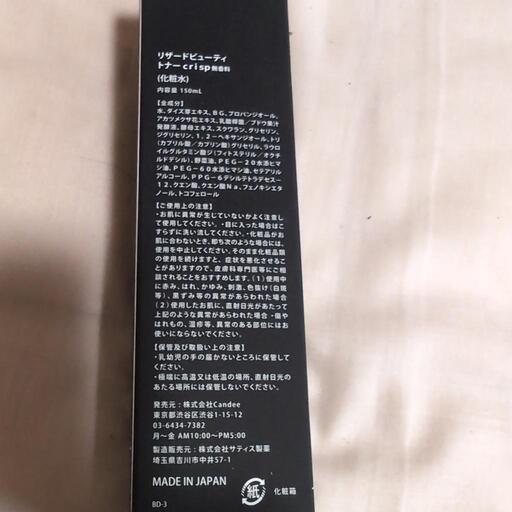 リザードビューティ
トナーcrisp無香料
(化粧水)
内容量 150mL
【全成分】
水、ダイズ芽エキス、BG、プロパンジオール、
アカツメクサ花エキス、乳酸桿菌/ブドウ果汁
発酵液、酵母エキス、スクワラン、グリセリン、
ジグリセリン、1,2-ヘキサンジオール、トリ
(カプリル酸/カプリン酸)グリセリル、ラウロ
イルグルタミン酸ジ(フィトステリル/オクチ
ルドデシル)、野菜油、PEG-20水添ヒマ
シ油、PEG-60水添ヒマシ油、セテアリル
アルコール、PPG-6デシルテトラデセス-
12、クエン酸、クエン酸Na、フェノキシエタ
ノール、トコフェロール
【ご使用上の注意】
・お肌に異常が生じていないかよく注意し
て使用してください。・目に入った場合はこ
すらずに洗い流してください。・化粧品がお
肌に合わないとき、即ち次のような場合には、
使用を中止してください。そのまま化粧品類
の使用を続けますと、症状を悪化させるこ
とがありますので、皮膚科専門医等にご相
談されることをおすすめします。(1)使用中
に赤み、はれ、かゆみ、刺激、色抜け(白斑
等)、黒ずみ等の異常があらわれた場合
(2)使用したお肌に、直射日光があたって
上記のような異常があらわれた場合・傷や
はれもの、湿疹等、異常のある部位にはお
使いにならないでください。
【保管及び取扱い上の注意】
・乳幼児の手の届かないところに保管して
ください。
・極端に高温又は低温の場所、直射日光の
あたる場所には保管しないでください。
発売元:株式会社Candee
東京都渋谷区渋谷1-15-12
03-6434-7382
月〜金 AM10:00〜PM5:00
製造販売元:株式会社サティス製薬
埼玉県吉川市中井57-1
MADE IN JAPAN
紙 化粧箱
BD-3